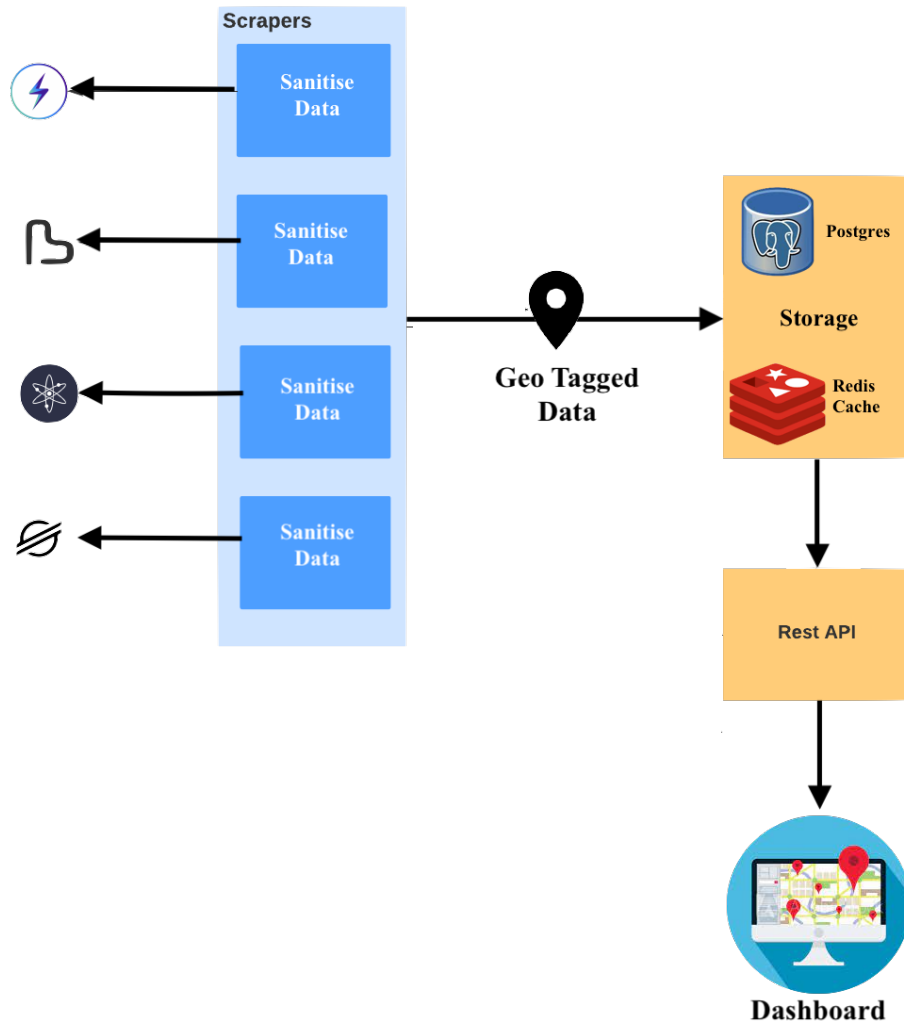 Scrapers
Sanitise
Data
Sanitise
Data
Sanitise
Data
Sanitise
Data
Geo Tagged
Data
Postgres
Storage
Redis
Cache
Rest API
Dashboard